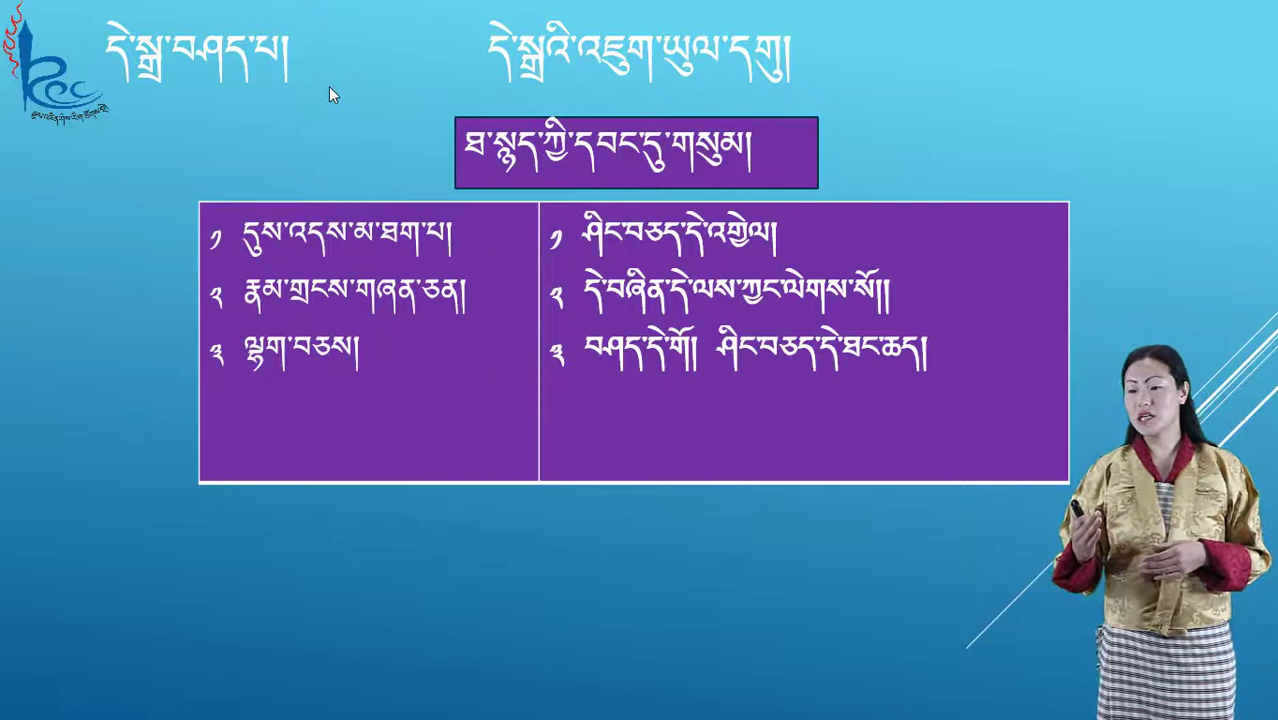 དེ་སྒྲ་བཤད་པ།
དེ་སྒྲའི་འཇུག་ཡུལ་དགུ།
ཐ་སྙད་ཀྱི་དབང་དུ་གསུམ།
༡ དུས་འདས་མ་ཐག་པ།
༢ རྣམ་གྲངས་གཞན་ཅན།
༣ ལྷག་བཅས།
༡ ཤིང་བཅད་དེ་འགྱེལ།
༢ དེ་བཞིན་དེ་ལས་ཀྱང་ལེགས་སོ།།
༣ བཤད་དེ་གོ། ཤིང་བཅད་དེ་ཐང་ཆད།